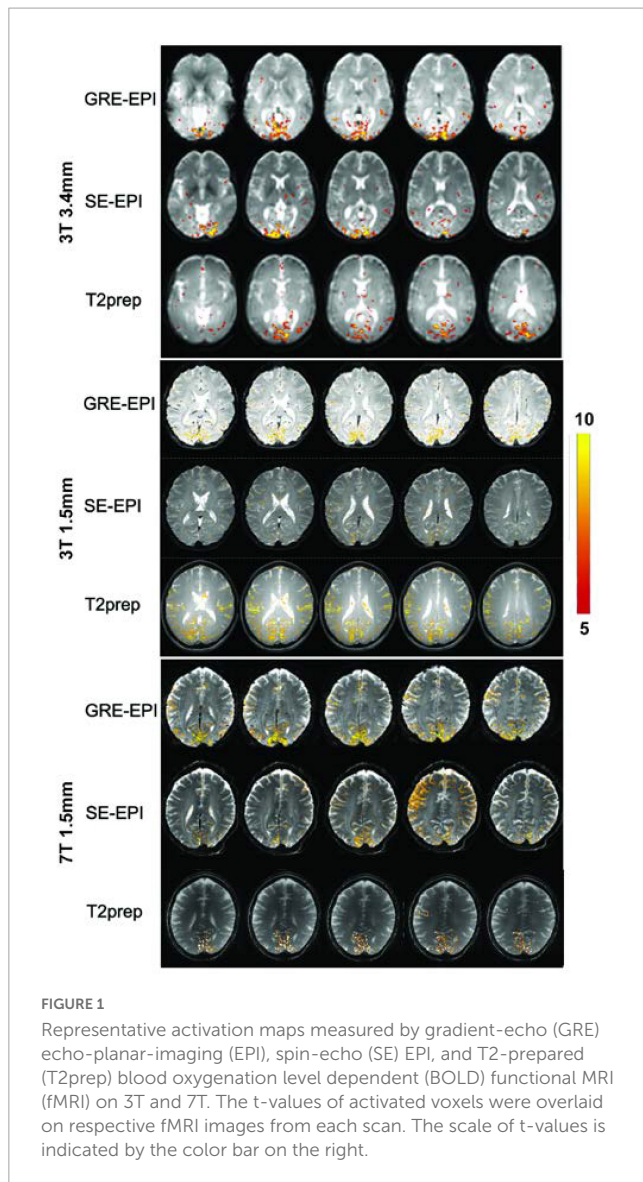 GRE-EPI
SE-EPI
T2prep
3T 3.4mm
GRE-EPI
SE-EPI
T2prep
3T 1.5mm
10
5
GRE-EPI
SE-EPI
T2prep
7T 1.5mm
FIGURE 1
Representative activation maps measured by gradient-echo (GRE)
echo-planar-imaging (EPI), spin-echo (SE) EPI, and T2-prepared
(T2prep) blood oxygenation level dependent (BOLD) functional MRI
(fMRI) on 3T and 7T. The t-values of activated voxels were overlaid
on respective fMRI images from each scan. The scale of t-values is
indicated by the color bar on the right.